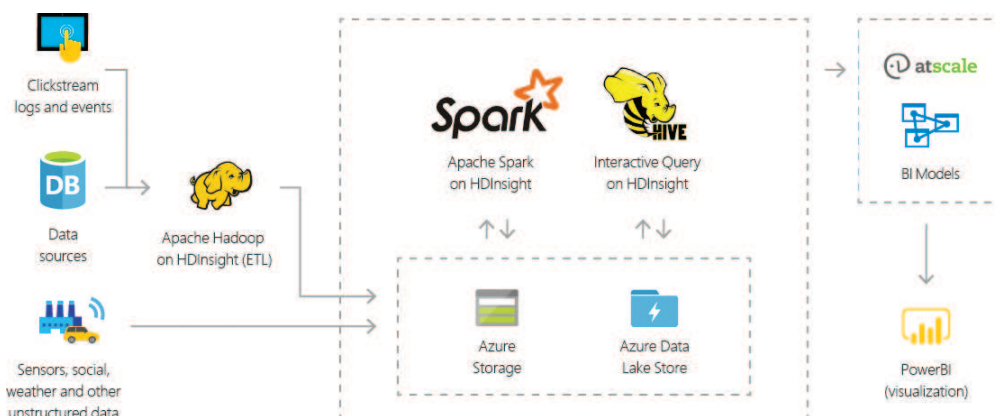 Clickstream
logs and events
DB
Data
sources
Apache Hadoop
on HDInsight (ETL)
Sensors, social,
weather and other
unstructured data
Spark
Apache Spark
on HDInsight
HIVE
Interactive Query
on HDInsight
Azure
Storage
Azure Data
Lake Store
atscale
BI Models
PowerBI
(visualization)